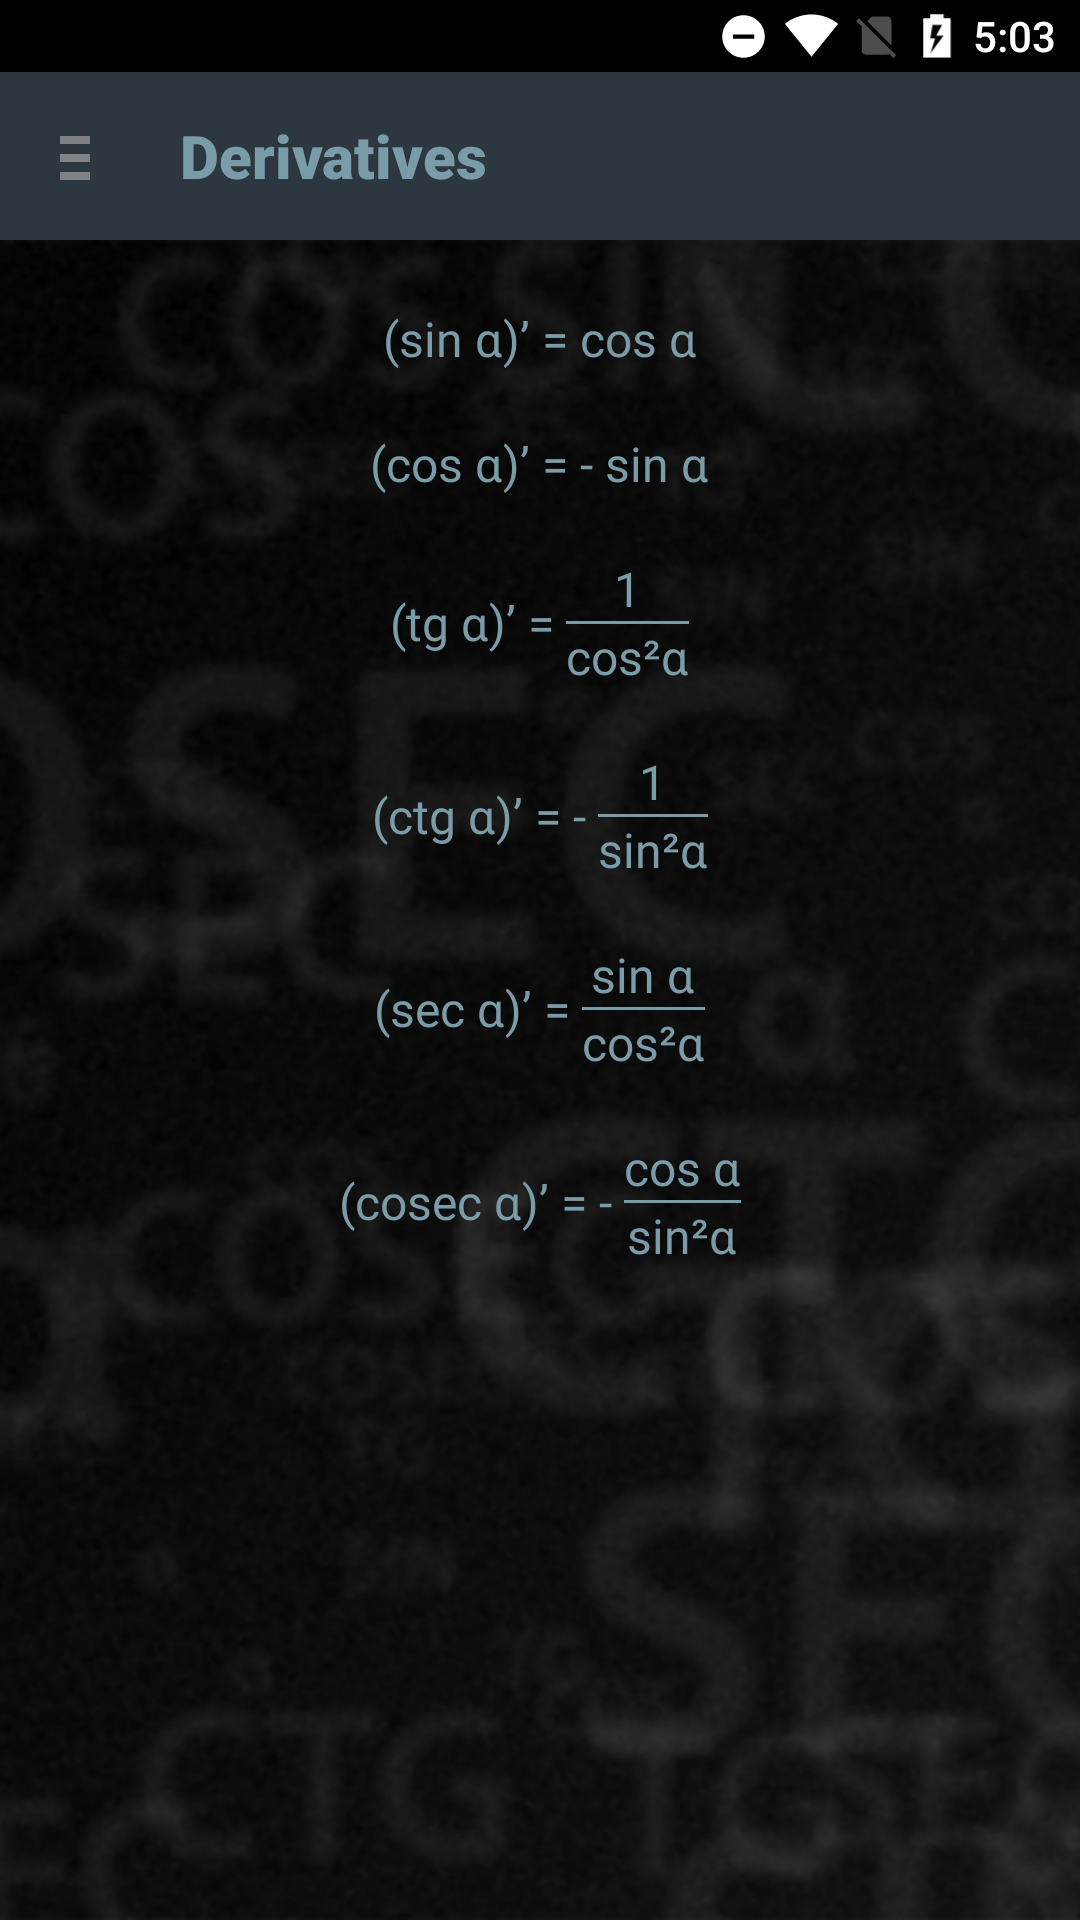 5:03
Derivatives
(sin α)’ = cos α
(cos α)’ = - sin α
(tg α)’ = 1/cos²α
(ctg α)’ = - 1/sin²α
(sec α)’ = sin α/cos²α
(cosec α)’ = - cos α/sin²α